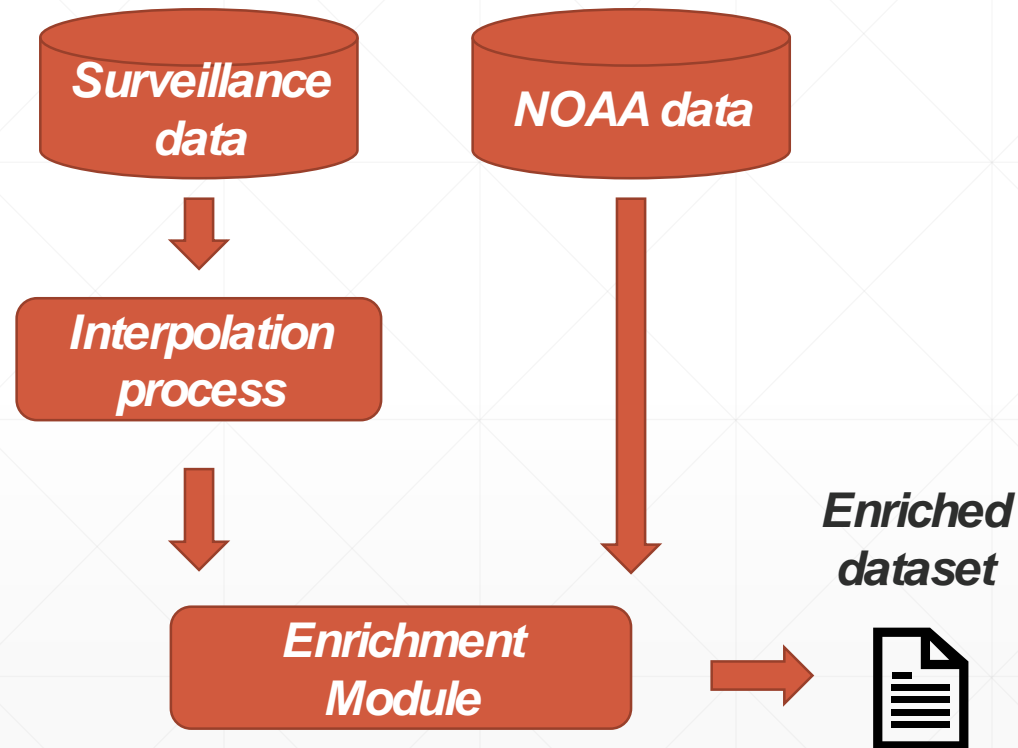 Surveillance
data
NOAA data
Interpolation
process
Enriched
dataset
Enrichment
Module